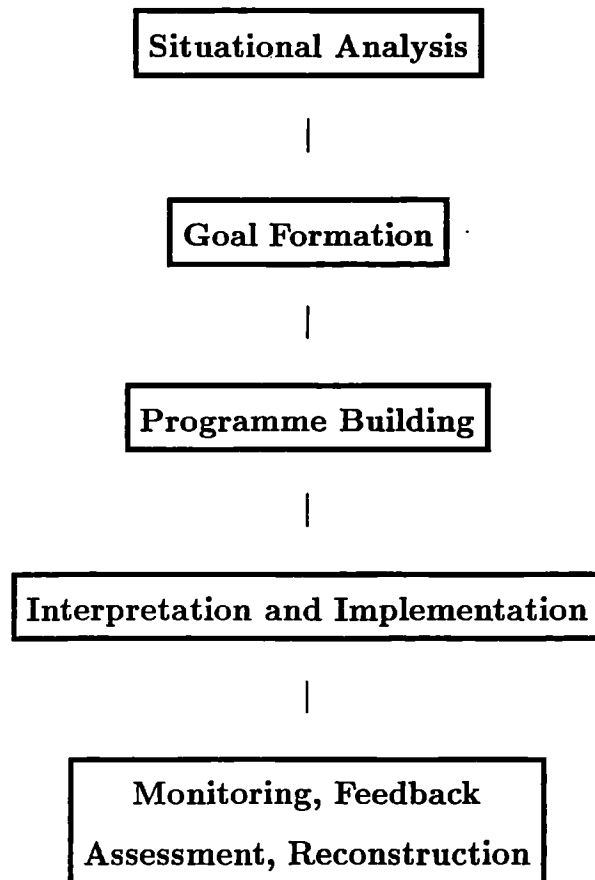 Situational Analysis
Goal Formation
Programme Building
Interpretation and Implementation
Monitoring, Feedback
Assessment, Reconstruction